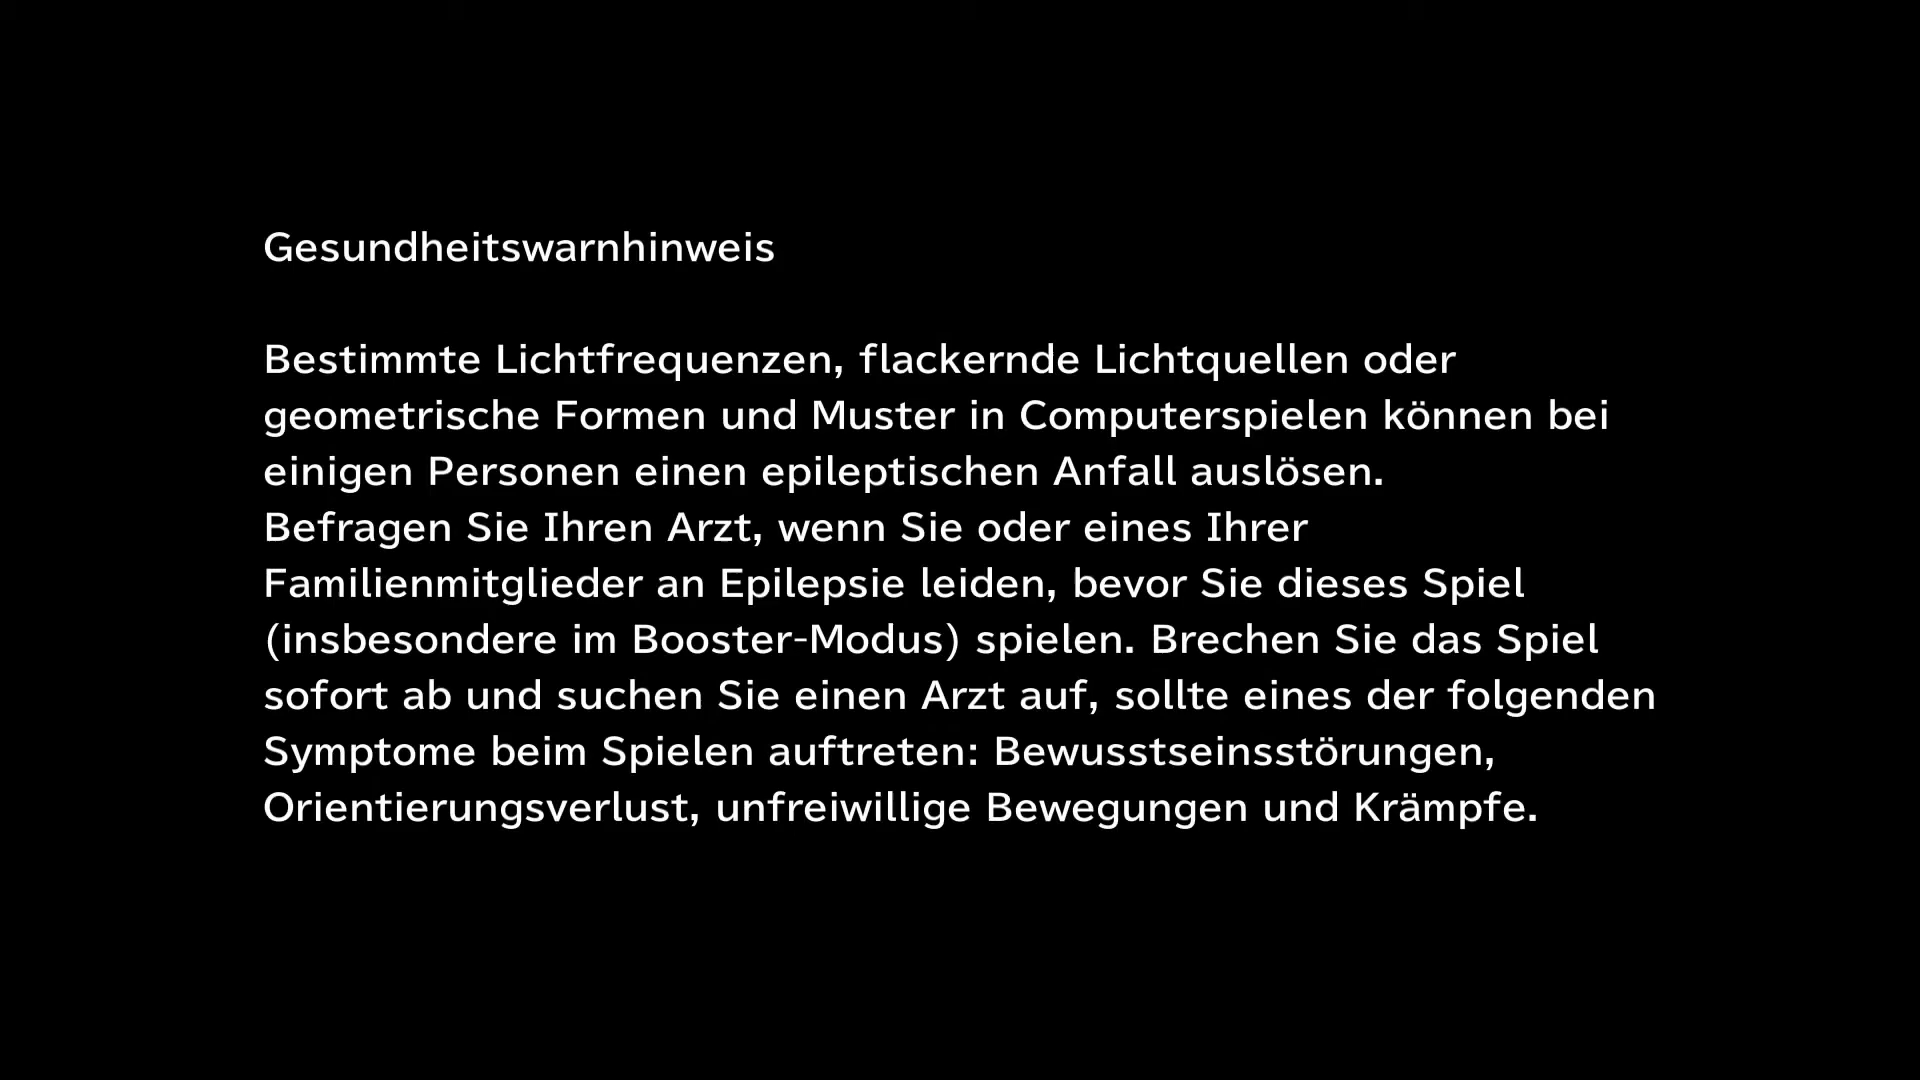 Gesundheitswarnhinweis
Bestimmte Lichtfrequenzen, flackernde Lichtquellen oder
geometrische Formen und Muster in Computerspielen können bei
einigen Personen einen epileptischen Anfall auslösen.
Befragen Sie Ihren Arzt, wenn Sie oder eines Ihrer
Familienmitglieder an Epilepsie leiden, bevor Sie dieses Spiel
(insbesondere im Booster-Modus) spielen. Brechen Sie das Spiel
sofort ab und suchen Sie einen Arzt auf, sollte eines der folgenden
Symptome beim Spielen auftreten: Bewusstseinsstörungen,
Orientierungsverlust, unfreiwillige Bewegungen und Krämpfe.